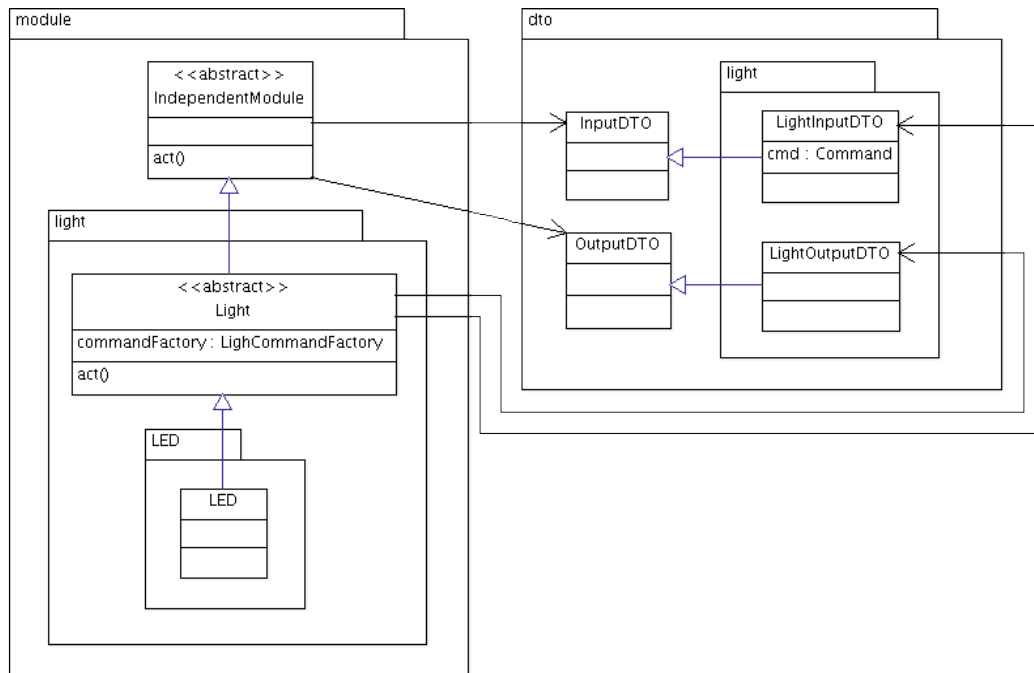 module
<<abstract>>
IndependentModule
act()
light
<<abstract>>
Light
commandFactory : LighCommandFactory
act()
LED
LED
dto
light
InputDTO
LightInputDTO
cmd : Command
OutputDTO
LightOutputDTO